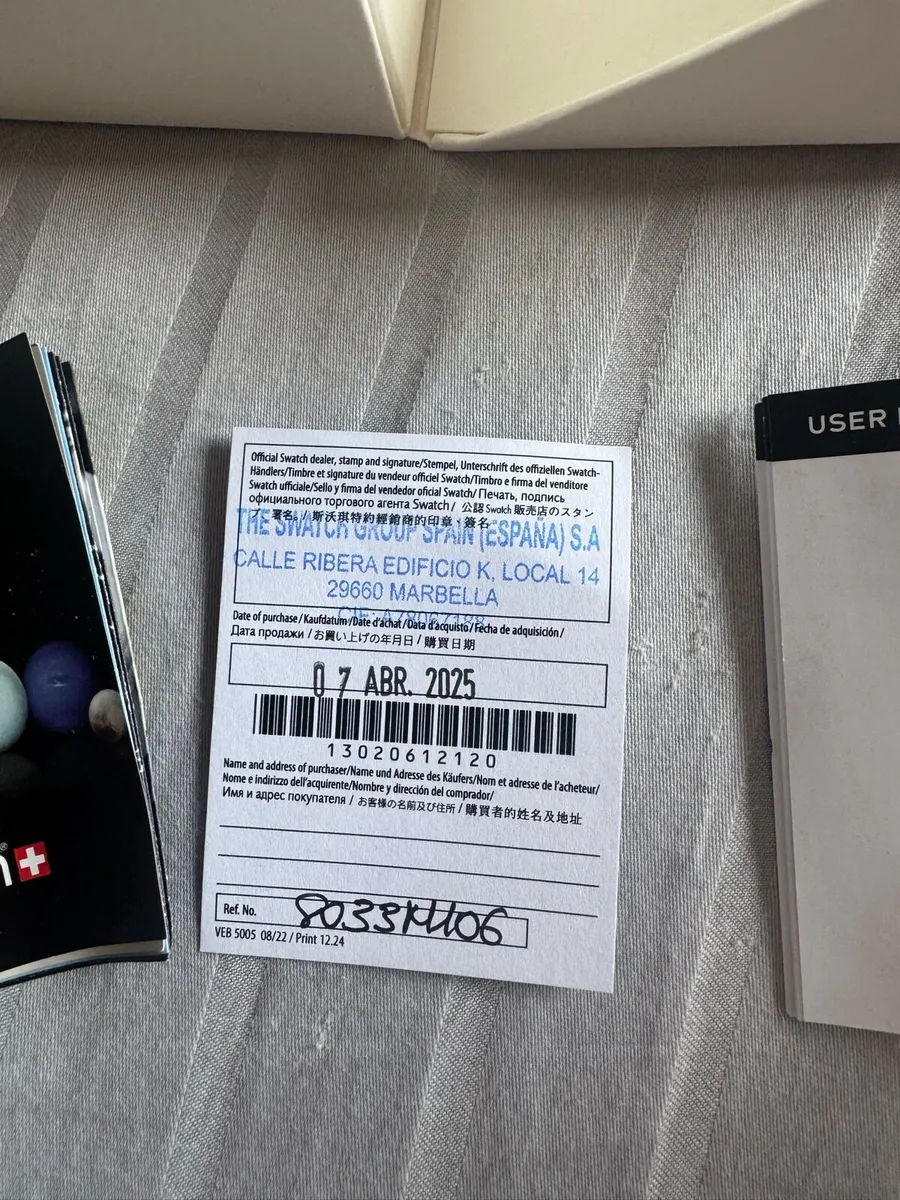 USER
Official Swatch dealer, stamp and signature/Stempel, Unterschrift des offiziellen Swatch-
Händlers/Timbre et signature du vendeur officiel Swatch/Timbro e firma del venditore
Swatch ufficiale/Sello y firma del vendedor oficial Swatch/ Печать, подпись
официального торгового агента Swatch / 公認 Swatch 販売店のスタン
プ・署名 / 斯沃琪特約經銷商的印章・簽名
THE SWATCH GROUP SPAIN (ESPAÑA) S.A
CALLE RIBERA EDIFICIO K, LOCAL 14
29660 MARBELLA
CIF: A78067188
Date of purchase/Kaufdatum/Date d'achat/Data d'acquisto/Fecha de adquisición/
Дата продажи / お買い上げの年月日 / 購買日期
07 ABR. 2025
13020612120
Name and address of purchaser/Name und Adresse des Käufers/Nom et adresse de l'acheteur/
Nome e indirizzo dell'acquirente/Nombre y dirección del comprador/
Имя и адрес покупателя / お客様の名前及び住所 / 購買者的姓名及地址
Ref. No.
VEB 5005 08/22 / Print 12.24